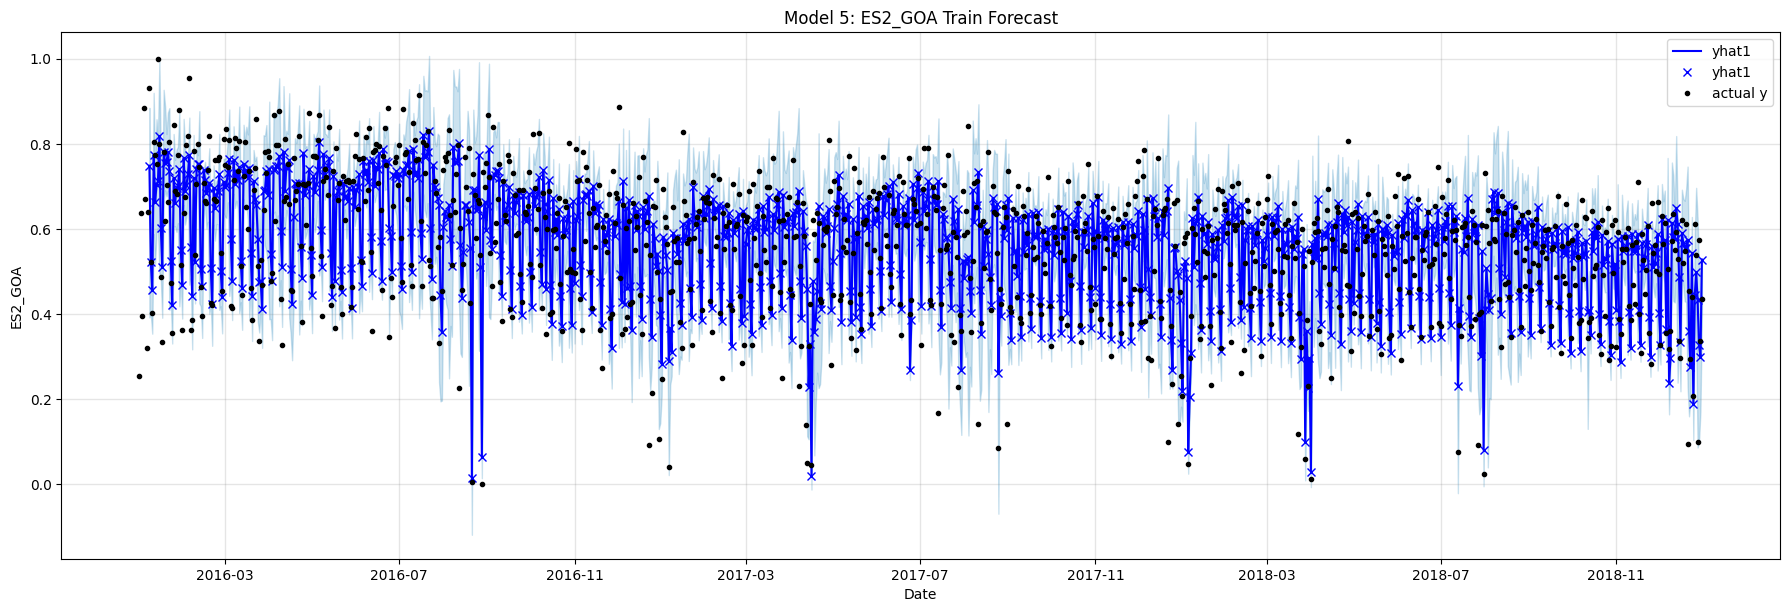 Model 5: ES2_GOA Train Forecast
yhat1
yhat1
actual y
ES2_GOA
1.0
0.8
0.6
0.4
0.2
0.0
2016-03
2016-07
2016-11
2017-03
2017-07
2017-11
2018-03
2018-07
2018-11
Date